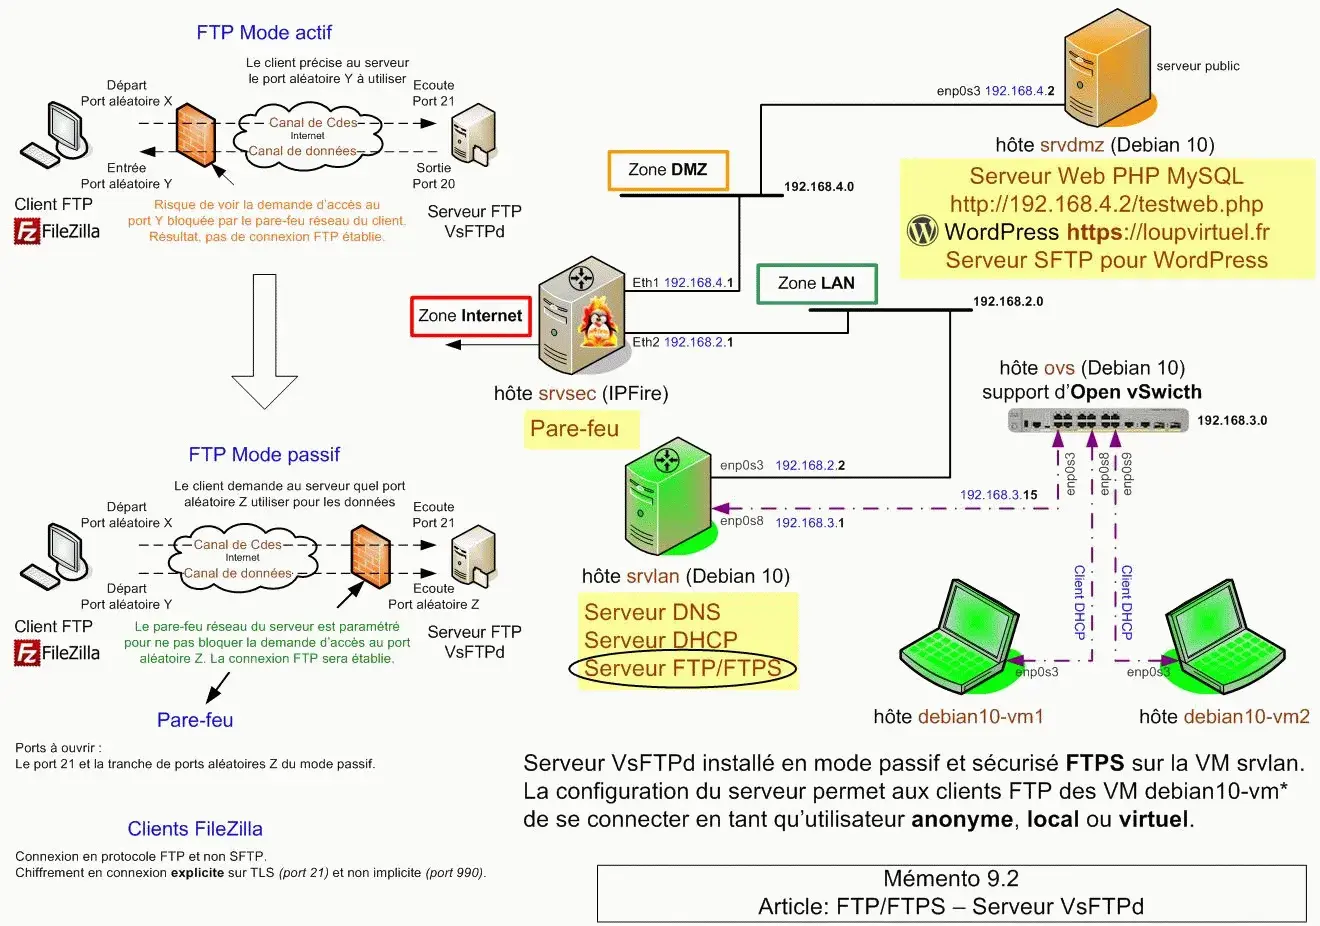 FTP Mode actif
Le client précise au serveur
le port aléatoire Y à utiliser
Départ
Port aléatoire X
Ecoute
Port 21
Canal de Cdes
Internet
Canal de données
Entrée
Port aléatoire Y
Sortie
Port 20
Client FTP
FileZilla
Risque de voir la demande d'accès au
port Y bloquée par le pare-feu réseau du client.
Résultat, pas de connexion FTP établie.
Serveur FTP
VsFTPd
FTP Mode passif
Le client demande au serveur quel port
aléatoire Z utiliser pour les données
Départ
Port aléatoire X
Ecoute
Port 21
Canal de Cdes
Internet
Canal de données
Départ
Port aléatoire Y
Ecoute
Port aléatoire Z
Client FTP
FileZilla
Le pare-feu réseau du serveur est paramétré
pour ne pas bloquer la demande d'accès au port
aléatoire Z. La connexion FTP sera établie.
Serveur FTP
VsFTPd
Pare-feu
Ports à ouvrir :
Le port 21 et la tranche de ports aléatoires Z du mode passif.
Clients FileZilla
Connexion en protocole FTP et non SFTP.
Chiffrement en connexion explicite sur TLS (port 21) et non implicite (port 990).
serveur public
enp0s3 192.168.4.2
hôte srvdmz (Debian 10)
Serveur Web PHP MySQL
http://192.168.4.2/testweb.php
WordPress https://loupvirtuel.fr
Serveur SFTP pour WordPress
Zone DMZ
192.168.4.0
Zone LAN
192.168.2.0
Zone Internet
Eth1 192.168.4.1
Eth2 192.168.2.1
hôte srvsec (IPFire)
Pare-feu
hôte ovs (Debian 10)
support d'Open vSwicth
192.168.3.0
enp0s3
enp0s8
enp0s9
enp0s3 192.168.2.2
192.168.3.15
enp0s8 192.168.3.1
hôte srvlan (Debian 10)
Serveur DNS
Serveur DHCP
Serveur FTP/FTPS
Client DHCP
Client DHCP
enp0s3
enp0s3
hôte debian10-vm1
hôte debian10-vm2
Serveur VsFTPd installé en mode passif et sécurisé FTPS sur la VM srvlan.
La configuration du serveur permet aux clients FTP des VM debian10-vm*
de se connecter en tant qu'utilisateur anonyme, local ou virtuel.
Mémento 9.2
Article: FTP/FTPS – Serveur VsFTPd